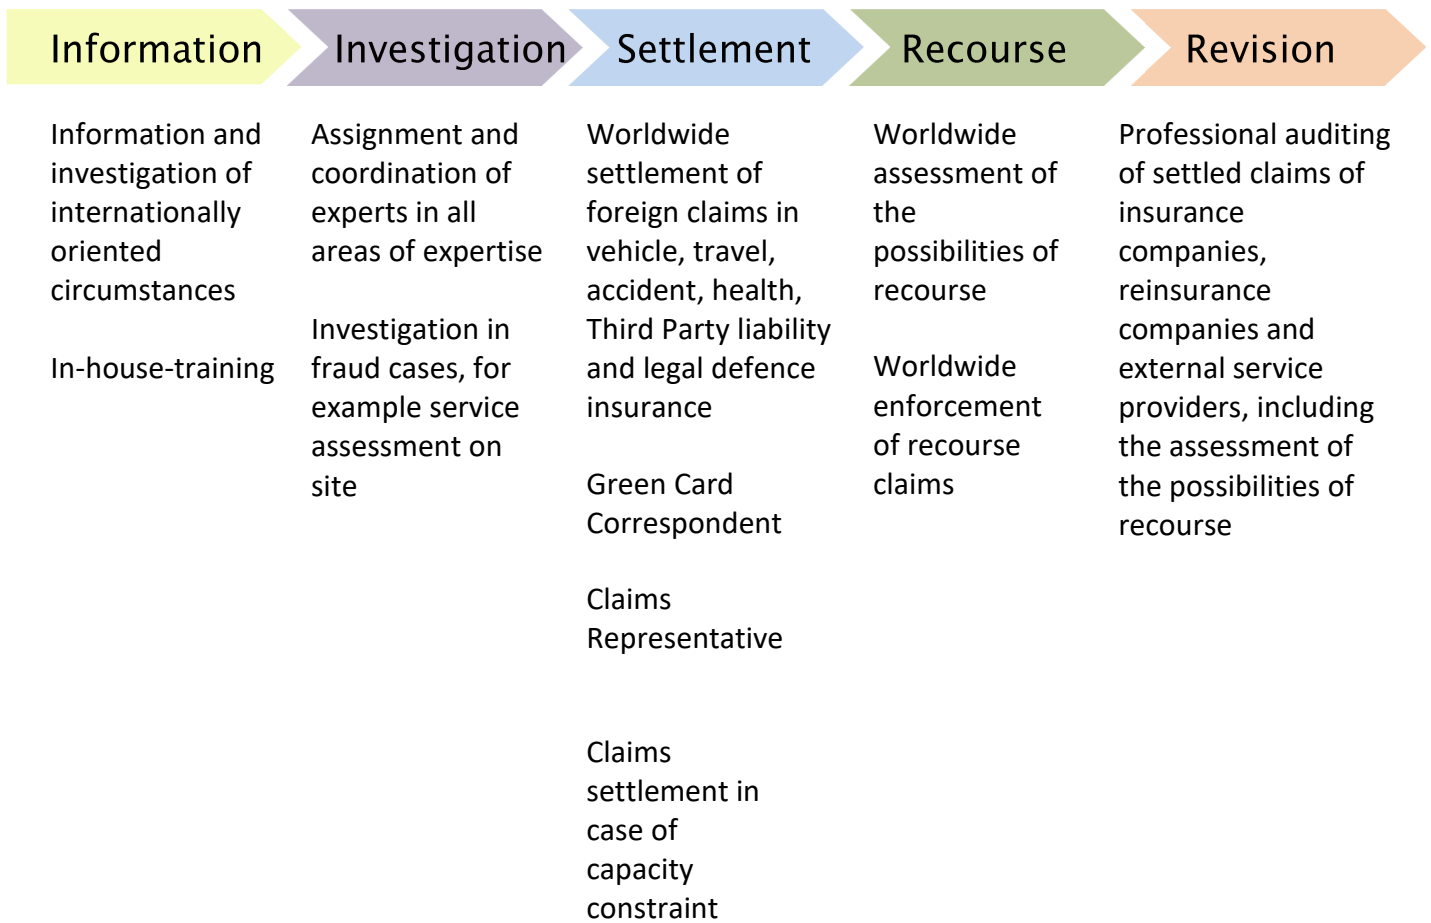 Information
Investigation
Settlement
Recourse
Revision
Information and
investigation of
internationally
oriented
circumstances
In-house-training
Assignment and
coordination of
experts in all
areas of expertise
Investigation in
fraud cases, for
example service
assessment on
site
Worldwide
settlement of
foreign claims in
vehicle, travel,
accident, health,
Third Party liability
and legal defence
insurance
Green Card
Correspondent
Claims
Representative
Claims
settlement in
case of
capacity
constraint
Worldwide
assessment of
the
possibilities of
recourse
Worldwide
enforcement
of recourse
claims
Professional auditing
of settled claims of
insurance
companies,
reinsurance
companies and
external service
providers, including
the assessment of
the possibilities of
recourse